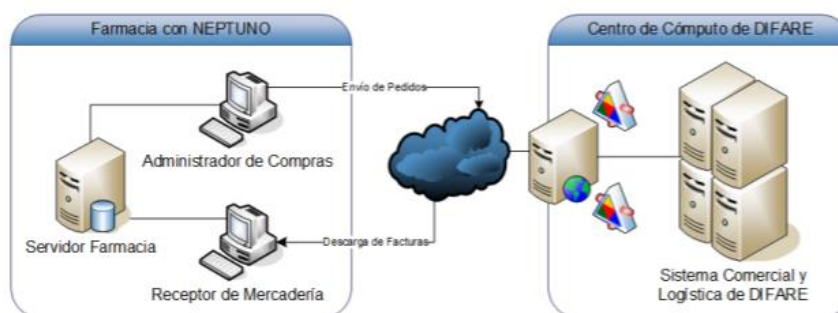 Farmacia con NEPTUNO
Administrador de Compras
Servidor Farmacia
Receptor de Mercadería
Envío de Pedidos
Descarga de Facturas
Centro de Cómputo de DIFARE
Sistema Comercial y
Logística de DIFARE